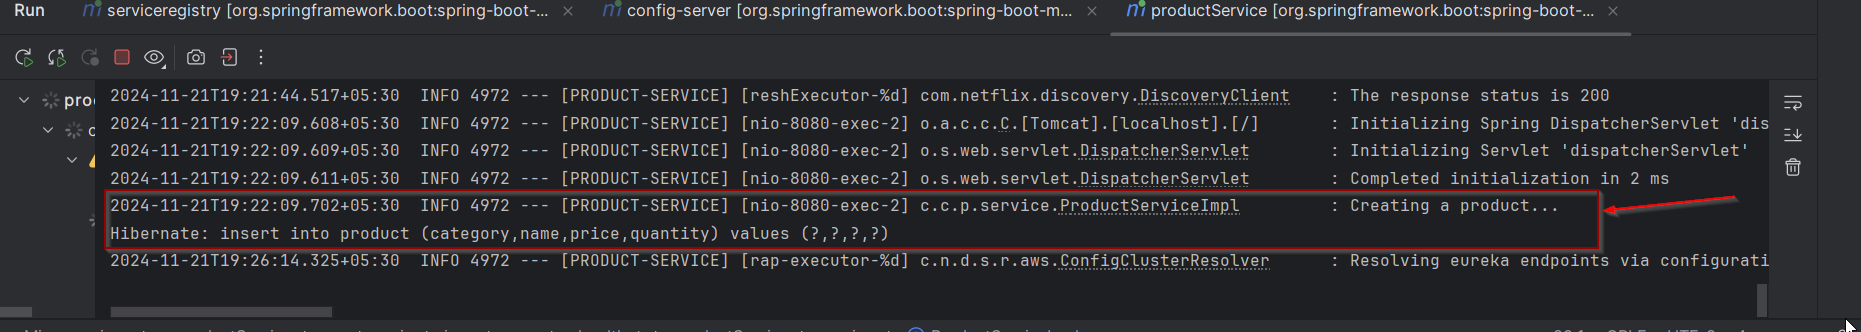 Run serviceregistry [org.springframework.boot:spring-boot-... config-server [org.springframework.boot:spring-boot-m... productService [org.springframework.boot:spring-boot-...
proc
2024-11-21T19:21:44.517+05:30 INFO 4972 --- [PRODUCT-SERVICE] [reshExecutor-%d] com.netflix.discovery.DiscoveryClient : The response status is 200
2024-11-21T19:22:09.608+05:30 INFO 4972 --- [PRODUCT-SERVICE] [nio-8080-exec-2] o.a.c.c.C.[Tomcat].[localhost].[/] : Initializing Spring DispatcherServlet 'dis
2024-11-21T19:22:09.609+05:30 INFO 4972 --- [PRODUCT-SERVICE] [nio-8080-exec-2] o.s.web.servlet.DispatcherServlet : Initializing Servlet 'dispatcherServlet'
2024-11-21T19:22:09.611+05:30 INFO 4972 --- [PRODUCT-SERVICE] [nio-8080-exec-2] o.s.web.servlet.DispatcherServlet : Completed initialization in 2 ms
2024-11-21T19:22:09.702+05:30 INFO 4972 --- [PRODUCT-SERVICE] [nio-8080-exec-2] c.c.p.service.ProductServiceImpl : Creating a product...
Hibernate: insert into product (category,name,price,quantity) values (?,?,?,?)
2024-11-21T19:26:14.325+05:30 INFO 4972 --- [PRODUCT-SERVICE] [rap-executor-%d] c.n.d.s.r.aws.ConfigClusterResolver : Resolving eureka endpoints via configurati